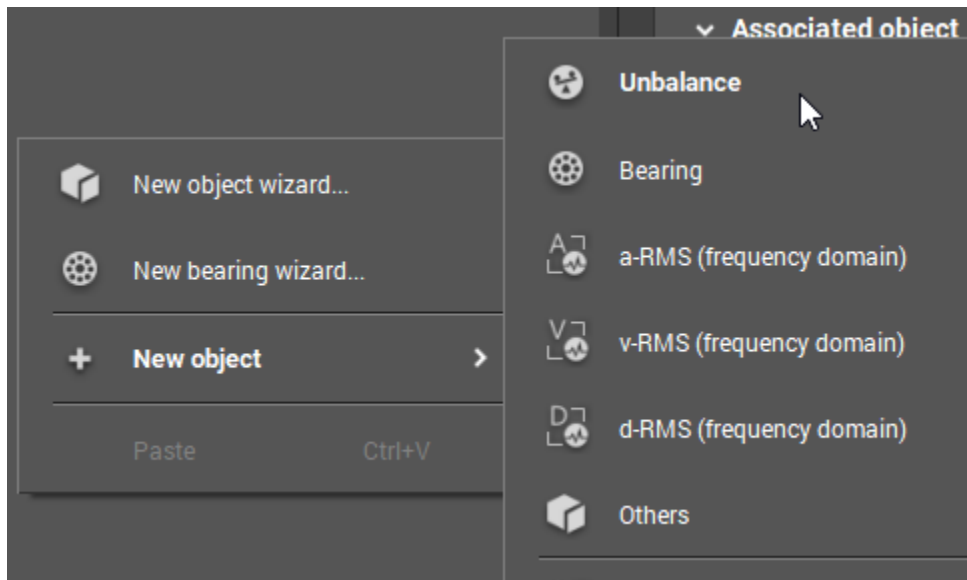 Associated object
Unbalance
Bearing
a-RMS (frequency domain)
v-RMS (frequency domain)
d-RMS (frequency domain)
Others
New object wizard...
New bearing wizard...
New object
Paste Ctrl+V
A
V
D